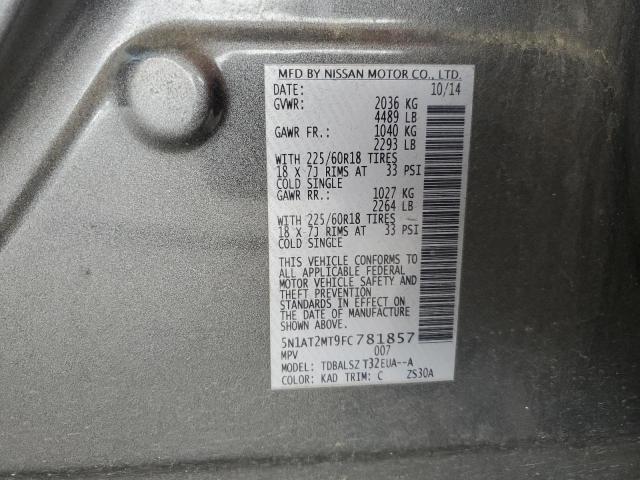 MFD BY NISSAN MOTOR CO., LTD.
DATE: 10/14
GVWR: 2036 KG
4489 LB
GAWR FR.: 1040 KG
2293 LB
WITH 225/60R18 TIRES
18 X 7J RIMS AT 33 PSI
COLD SINGLE
GAWR RR.: 1027 KG
2264 LB
WITH 225/60R18 TIRES
18 X 7J RIMS AT 33 PSI
COLD SINGLE
THIS VEHICLE CONFORMS TO
ALL APPLICABLE FEDERAL
MOTOR VEHICLE SAFETY AND
THEFT PREVENTION
STANDARDS IN EFFECT ON
THE DATE OF MANUFACTURE
SHOWN ABOVE.
5N1AT2MT9FC781857
MPV 007
MODEL: TDBALSZ T32EUA--A
COLOR: KAD TRIM: C ZS30A